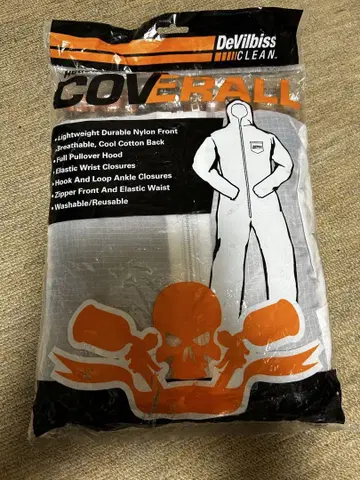 DeVilbiss
CLEAN™
COVERALL
•Lightweight Durable Nylon Front
•Breathable, Cool Cotton Back
•Full Pullover Hood
•Elastic Wrist Closures
•Hook And Loop Ankle Closures
•Zipper Front And Elastic Waist
•Washable/Reusable